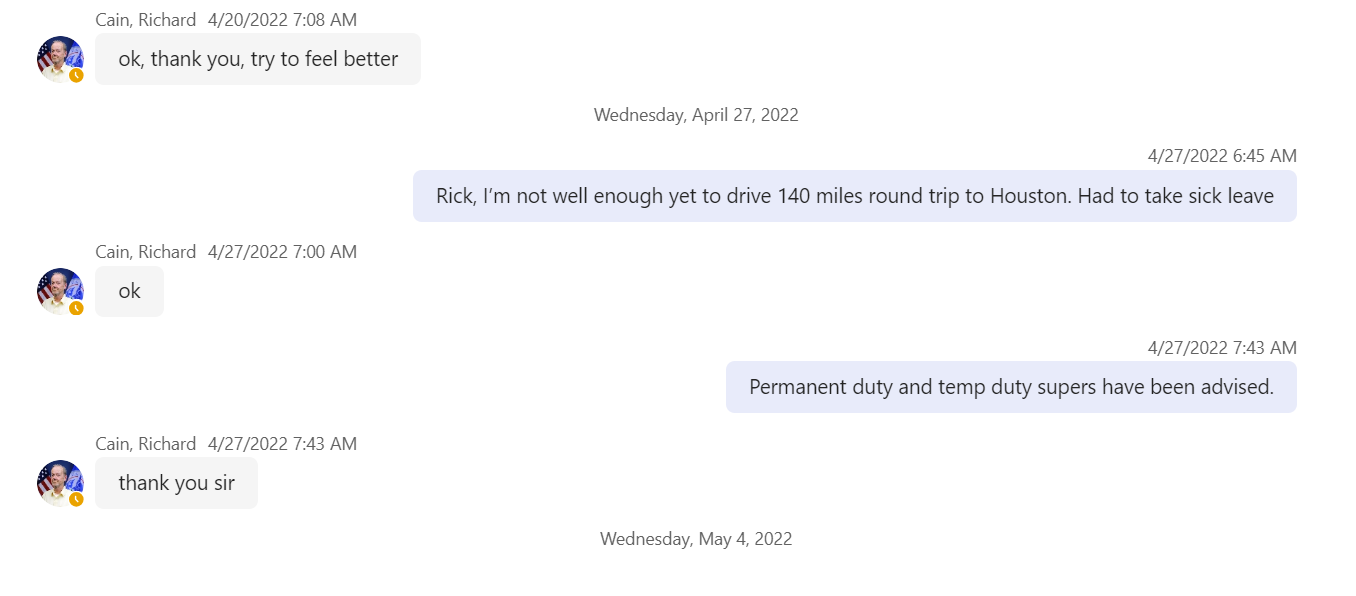 Cain, Richard 4/20/2022 7:08 AM
ok, thank you, try to feel better
Wednesday, April 27, 2022
4/27/2022 6:45 AM
Rick, I'm not well enough yet to drive 140 miles round trip to Houston. Had to take sick leave
Cain, Richard 4/27/2022 7:00 AM
ok
4/27/2022 7:43 AM
Permanent duty and temp duty supers have been advised.
Cain, Richard 4/27/2022 7:43 AM
thank you sir
Wednesday, May 4, 2022